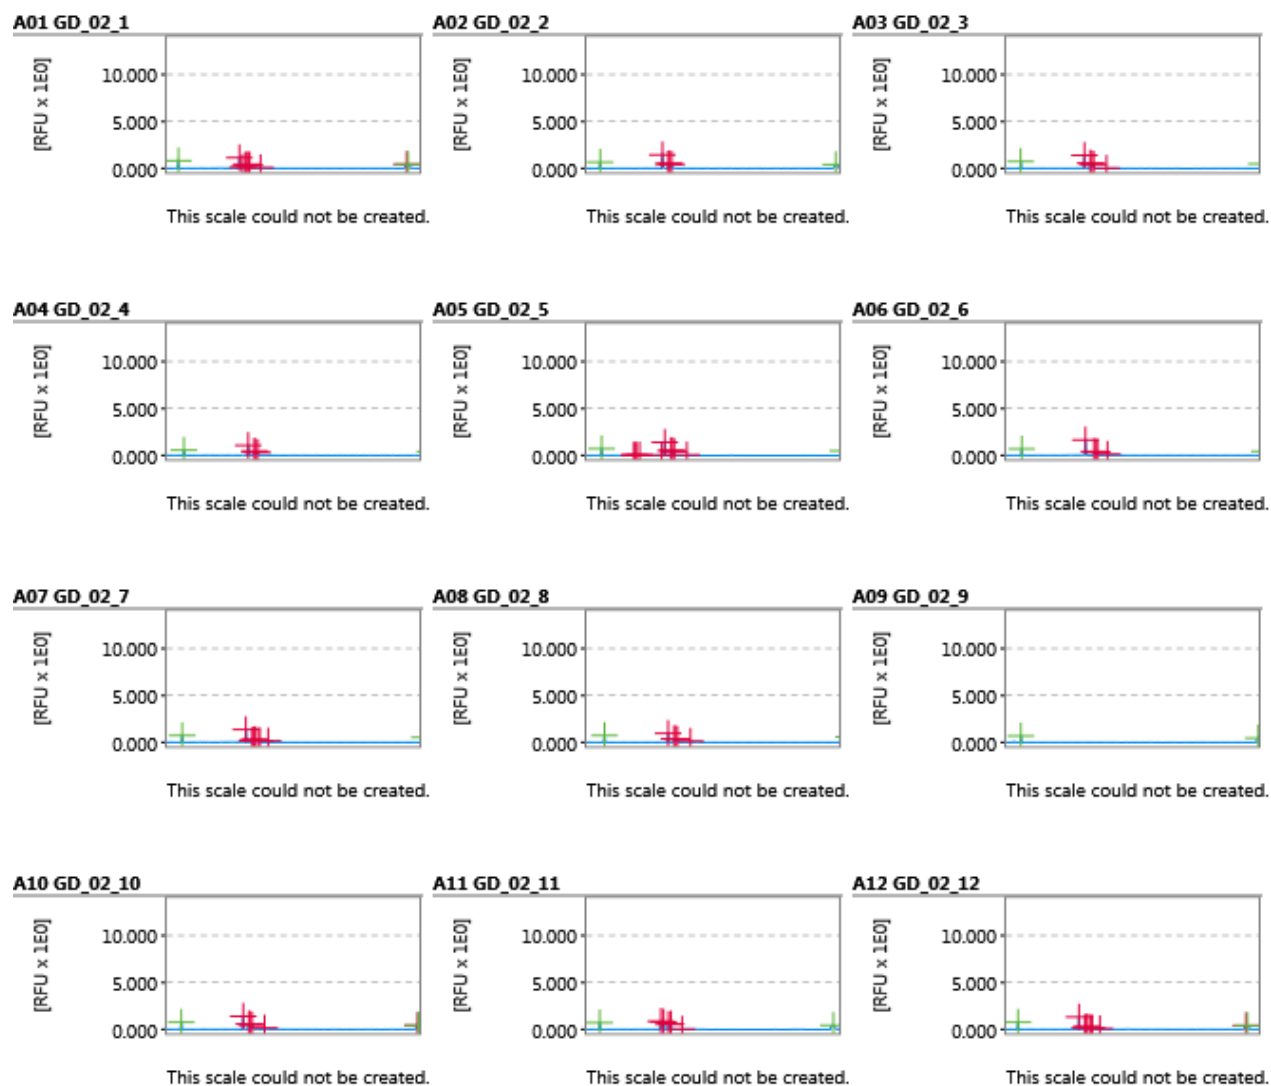 A01 GD_02_1
A02 GD_02_2
A03 GD_02_3
[RFU x 1E0]
10.000
5.000
0.000
[RFU x 1E0]
10.000
5.000
0.000
[RFU x 1E0]
10.000
5.000
0.000
This scale could not be created.
This scale could not be created.
This scale could not be created.
A04 GD_02_4
A05 GD_02_5
A06 GD_02_6
[RFU x 1E0]
10.000
5.000
0.000
[RFU x 1E0]
10.000
5.000
0.000
[RFU x 1E0]
10.000
5.000
0.000
This scale could not be created.
This scale could not be created.
This scale could not be created.
A07 GD_02_7
A08 GD_02_8
A09 GD_02_9
[RFU x 1E0]
10.000
5.000
0.000
[RFU x 1E0]
10.000
5.000
0.000
[RFU x 1E0]
10.000
5.000
0.000
This scale could not be created.
This scale could not be created.
This scale could not be created.
A10 GD_02_10
A11 GD_02_11
A12 GD_02_12
[RFU x 1E0]
10.000
5.000
0.000
[RFU x 1E0]
10.000
5.000
0.000
[RFU x 1E0]
10.000
5.000
0.000
This scale could not be created.
This scale could not be created.
This scale could not be created.